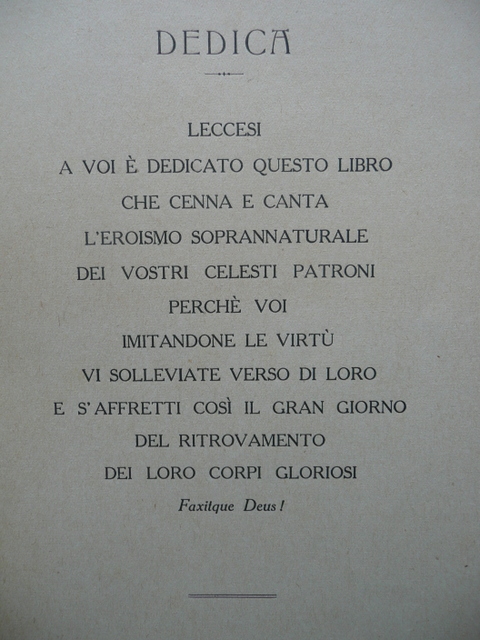 DEDICA
LECCESI
A VOI È DEDICATO QUESTO LIBRO
CHE CENNA E CANTA
L'EROISMO SOPRANNATURALE
DEI VOSTRI CELESTI PATRONI
PERCHÈ VOI
IMITANDONE LE VIRTÙ
VI SOLLEVIATE VERSO DI LORO
E S'AFFRETTI COSÌ IL GRAN GIORNO
DEL RITROVAMENTO
DEI LORO CORPI GLORIOSI
Faxitque Deus!